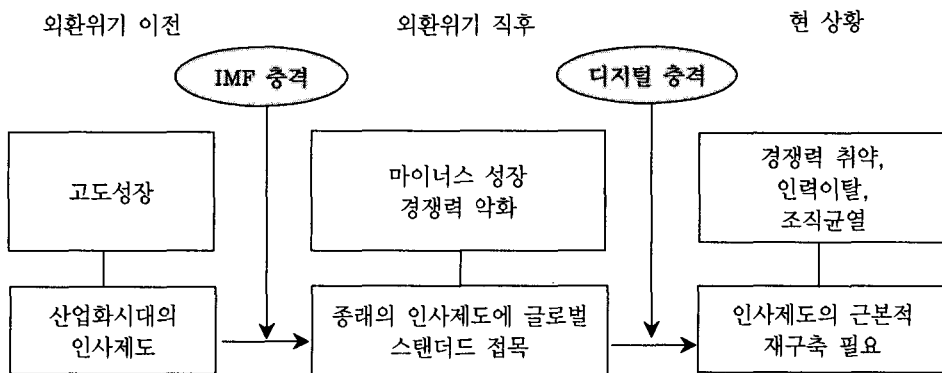 외환위기 이전
외환위기 직후
현 상황
IMF 충격
디지털 충격
고도성장
마이너스 성장
경쟁력 악화
경쟁력 취약,
인력이탈,
조직균열
산업화시대의
인사제도
종래의 인사제도에 글로벌
스탠더드 접목
인사제도의 근본적
재구축 필요